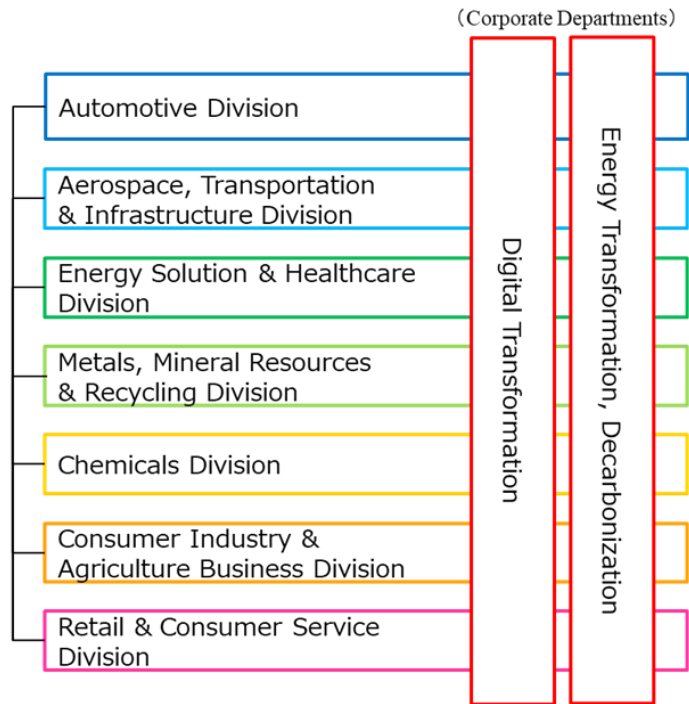 （Corporate Departments）
Automotive Division
Aerospace, Transportation
& Infrastructure Division
Energy Solution & Healthcare
Division
Metals, Mineral Resources
& Recycling Division
Chemicals Division
Consumer Industry &
Agriculture Business Division
Retail & Consumer Service
Division
Digital Transformation
Energy Transformation, Decarbonization